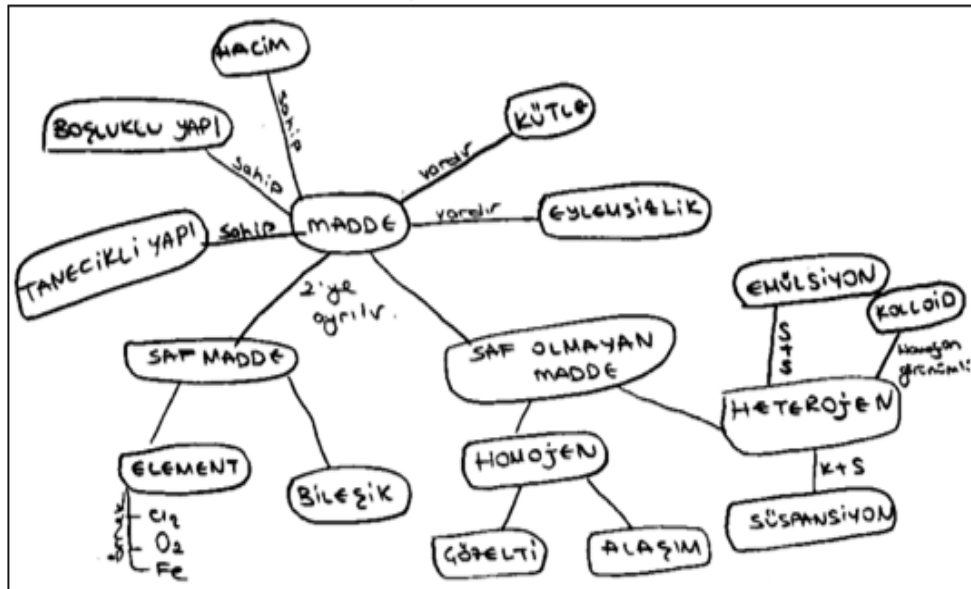 HACİM
sahip
BOŞLUKLU YAPI
sahip
KÜTLE
vardır
TANECİKLİ YAPI
sahip
MADDE
vardır
EYLEMSİZLİK
2'ye
ayrılır.
SAF MADDE
SAF OLMAYAN
MADDE
EMÜLSİYON
S+S
KOLLOİD
Homojen
görünümlü
HETEROJEN
ELEMENT
BİLEŞİK
HOMOJEN
K+S
SÜSPANSİYON
örnek
Cl2
O2
Fe
ÇÖZELTİ
ALAŞIM